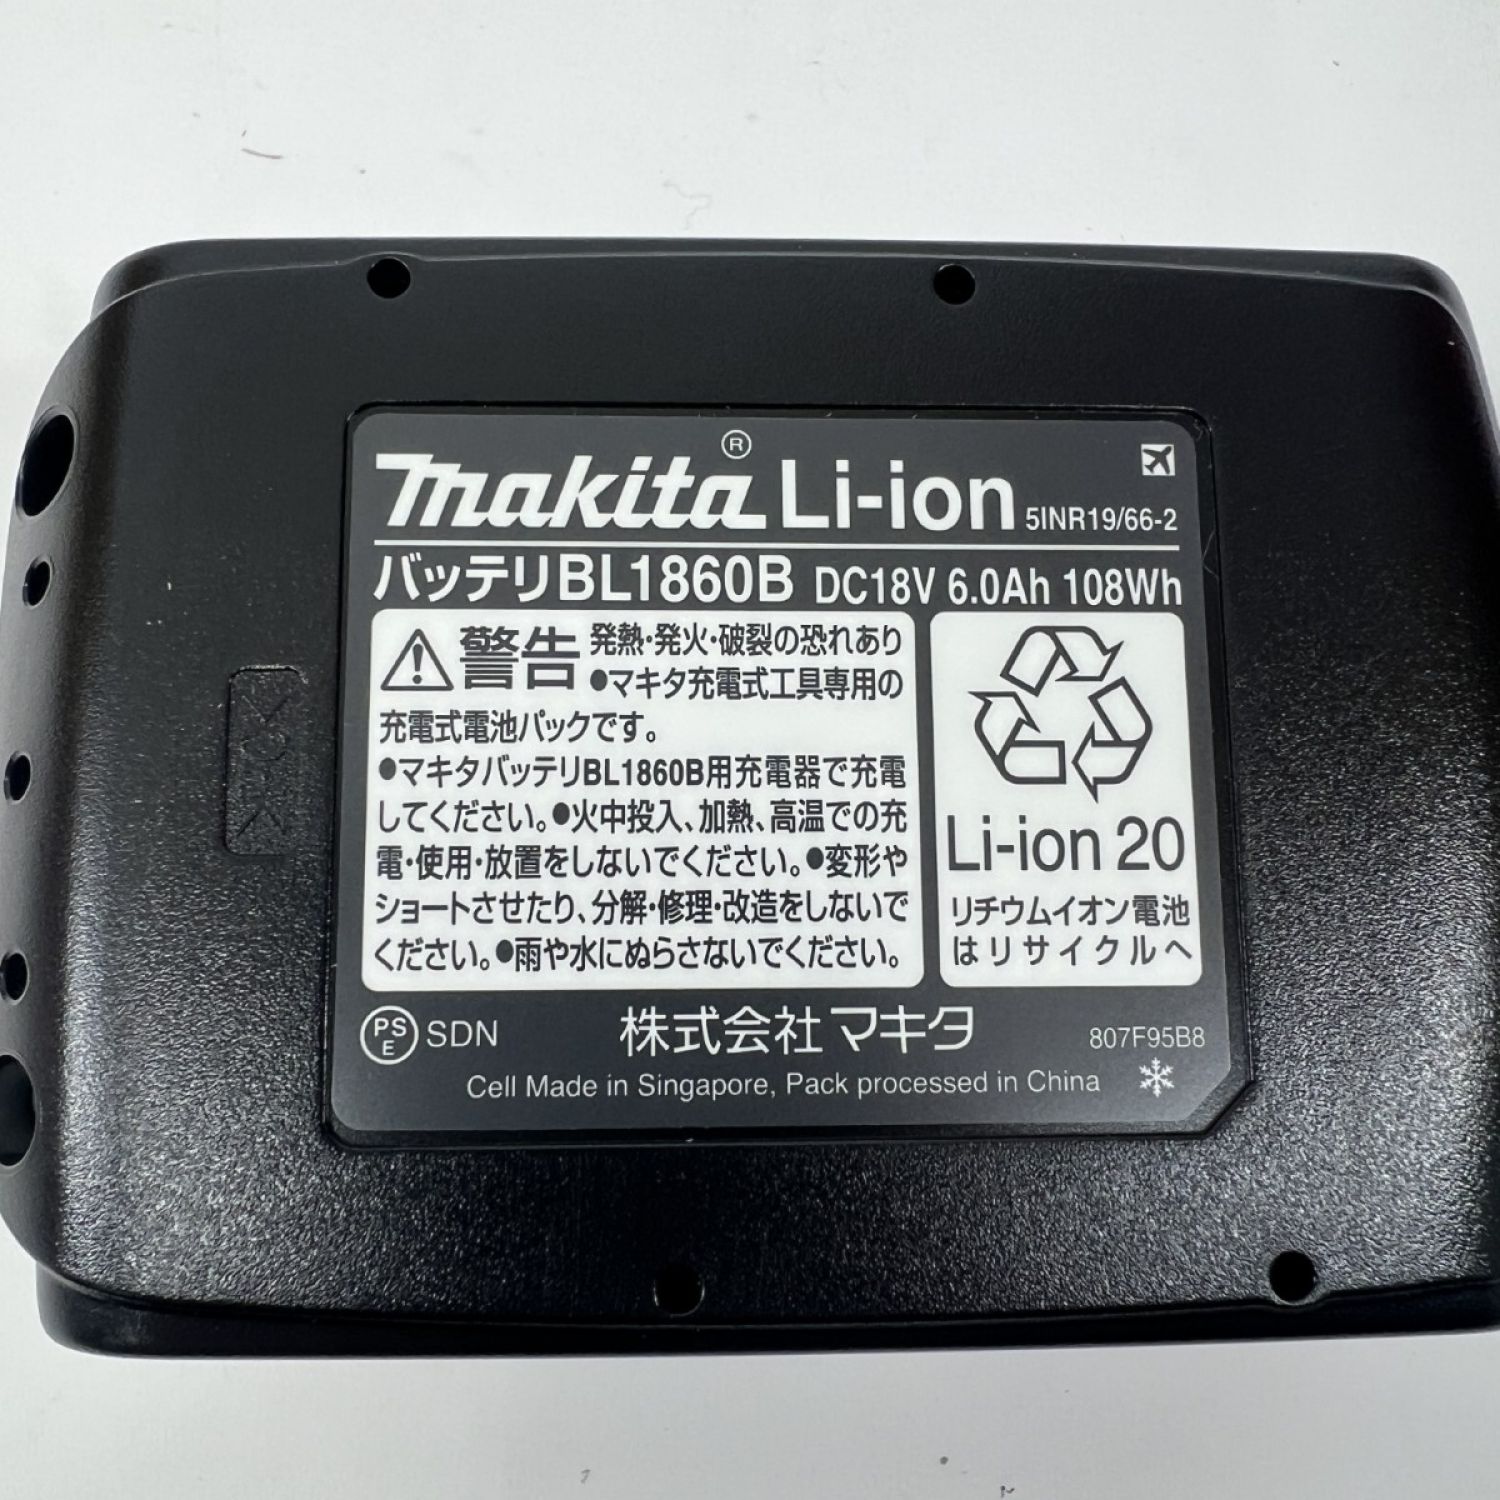 makita® Li-ion 5INR19/66-2
バッテリBL1860B DC18V 6.0Ah 108Wh
警告 発熱・発火・破裂の恐れあり
●マキタ充電式工具専用の
充電式電池パックです。
●マキタバッテリBL1860B用充電器で充電
してください。●火中投入、加熱、高温での充
電・使用・放置をしないでください。●変形や
ショートさせたり、分解・修理・改造をしないで
ください。●雨や水にぬらさないでください。
Li-ion 20
リチウムイオン電池
はリサイクルへ
PSE SDN 株式会社マキタ 807F95B8
Cell Made in Singapore, Pack processed in China